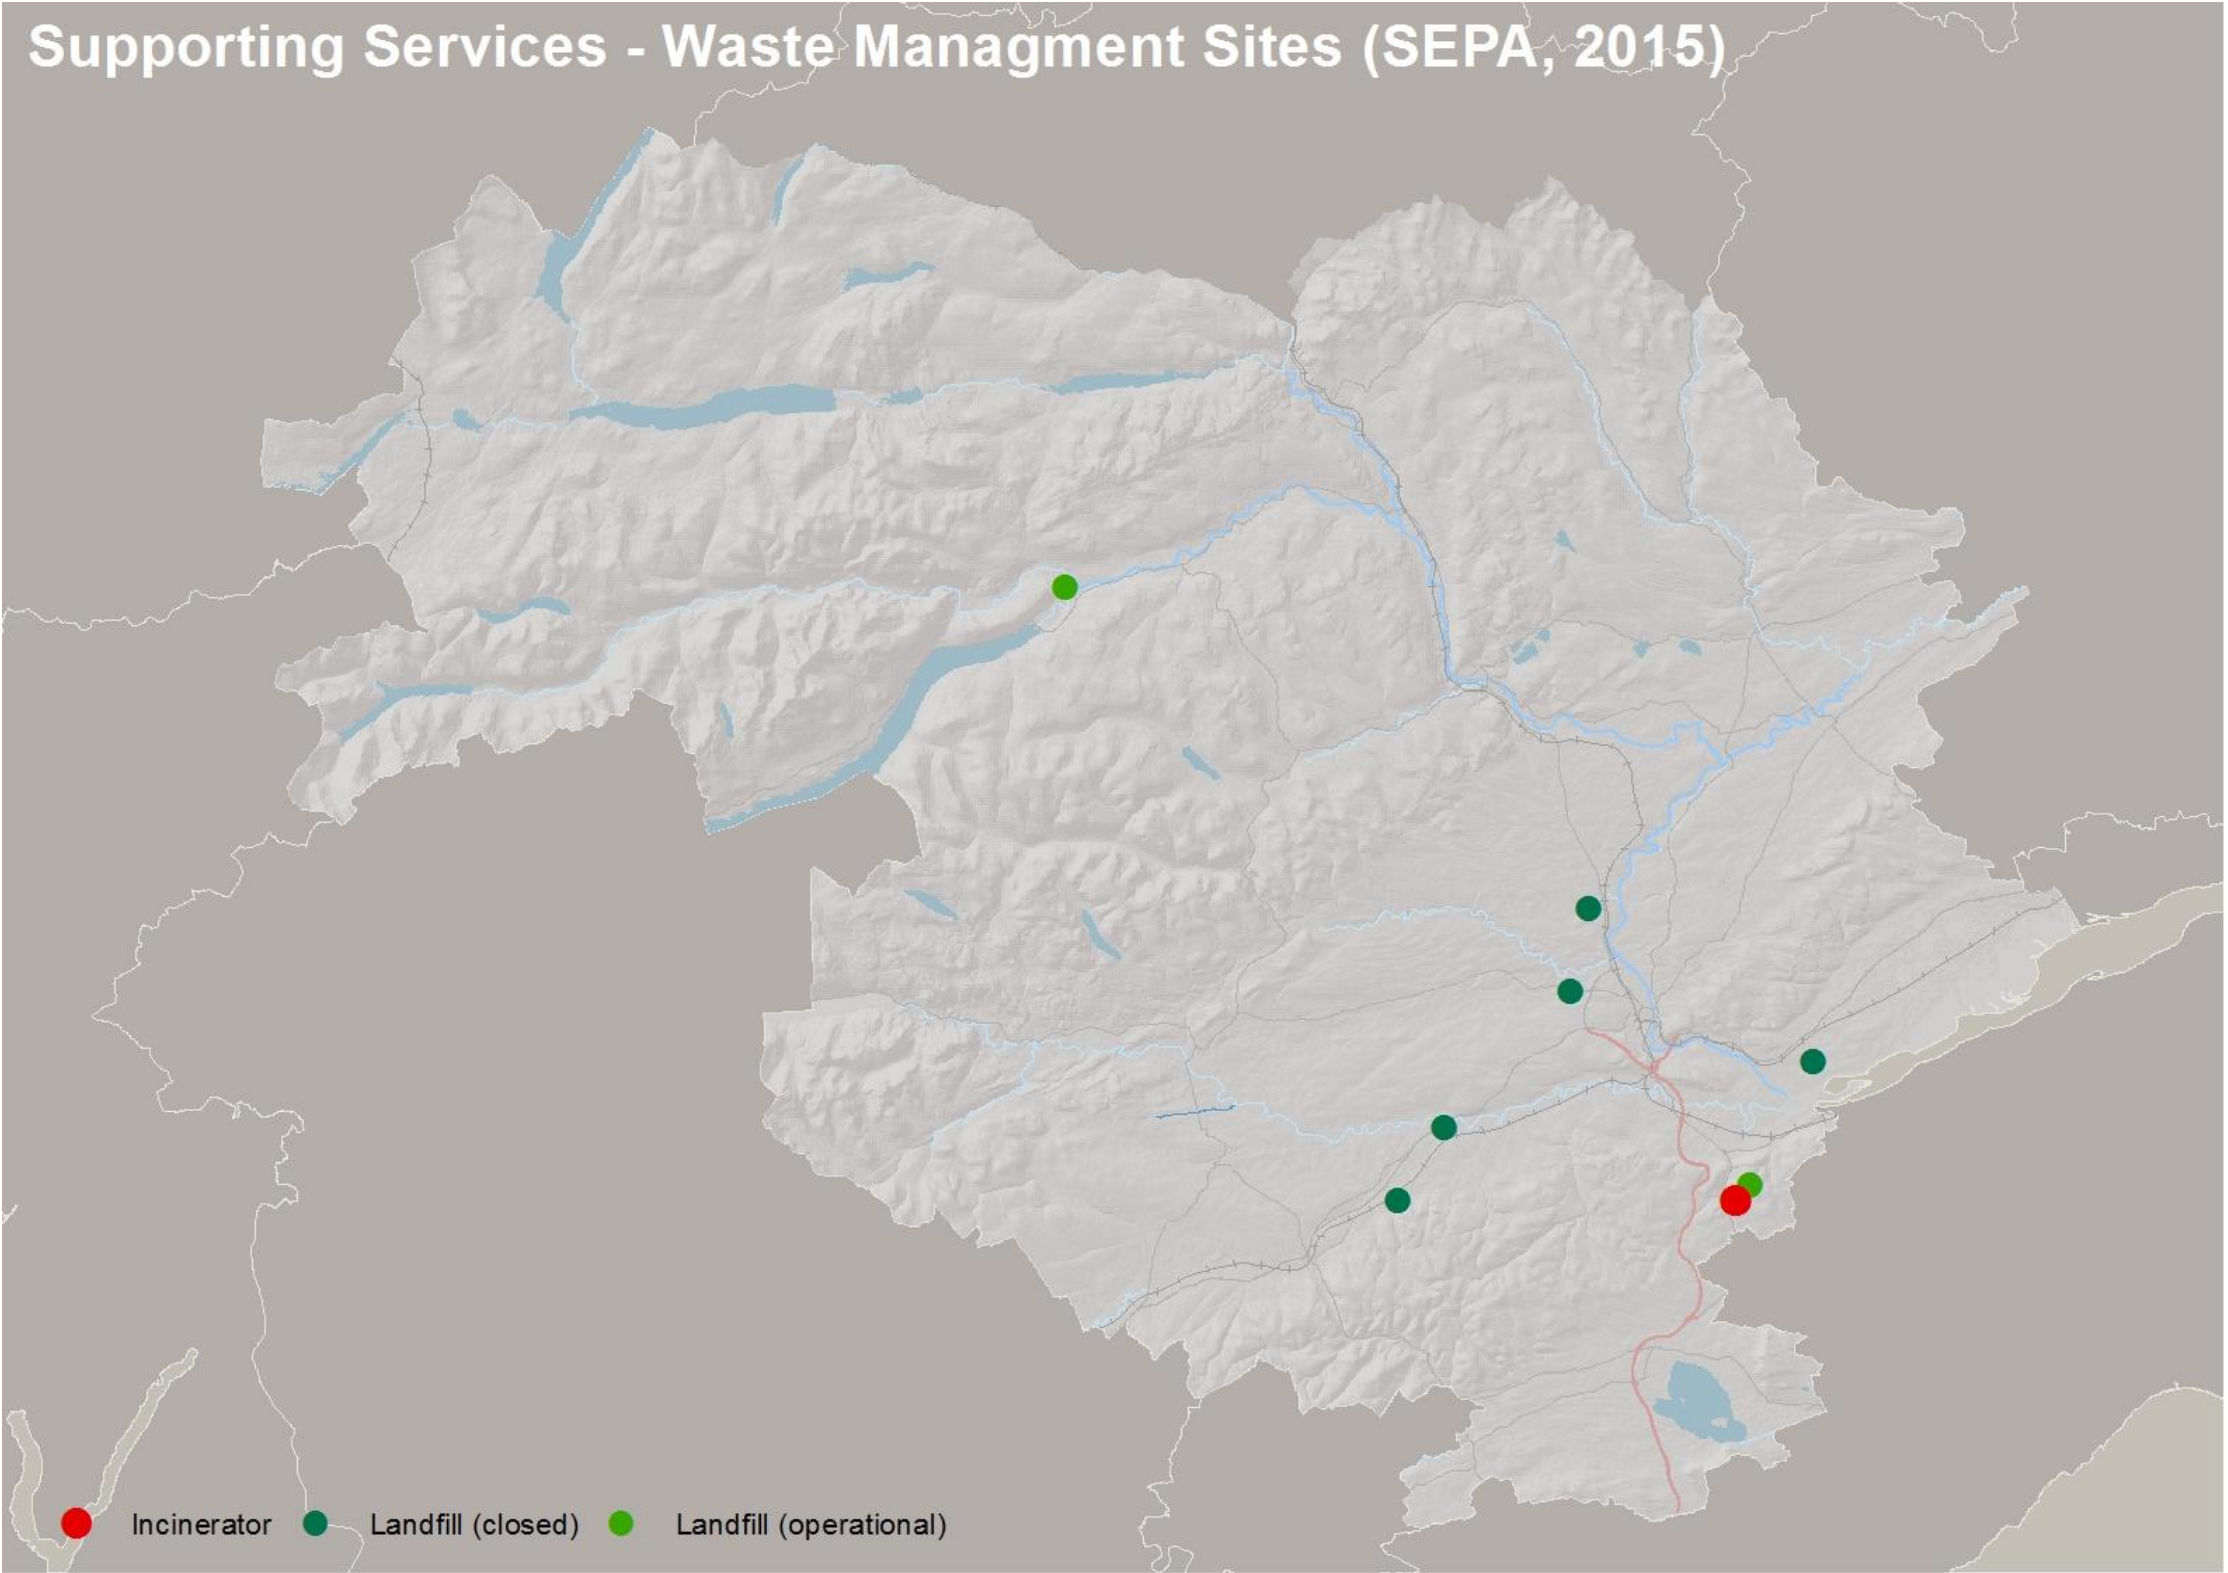 Supporting Services - Waste Managment Sites (SEPA, 2015)
Incinerator Landfill (closed) Landfill (operational)